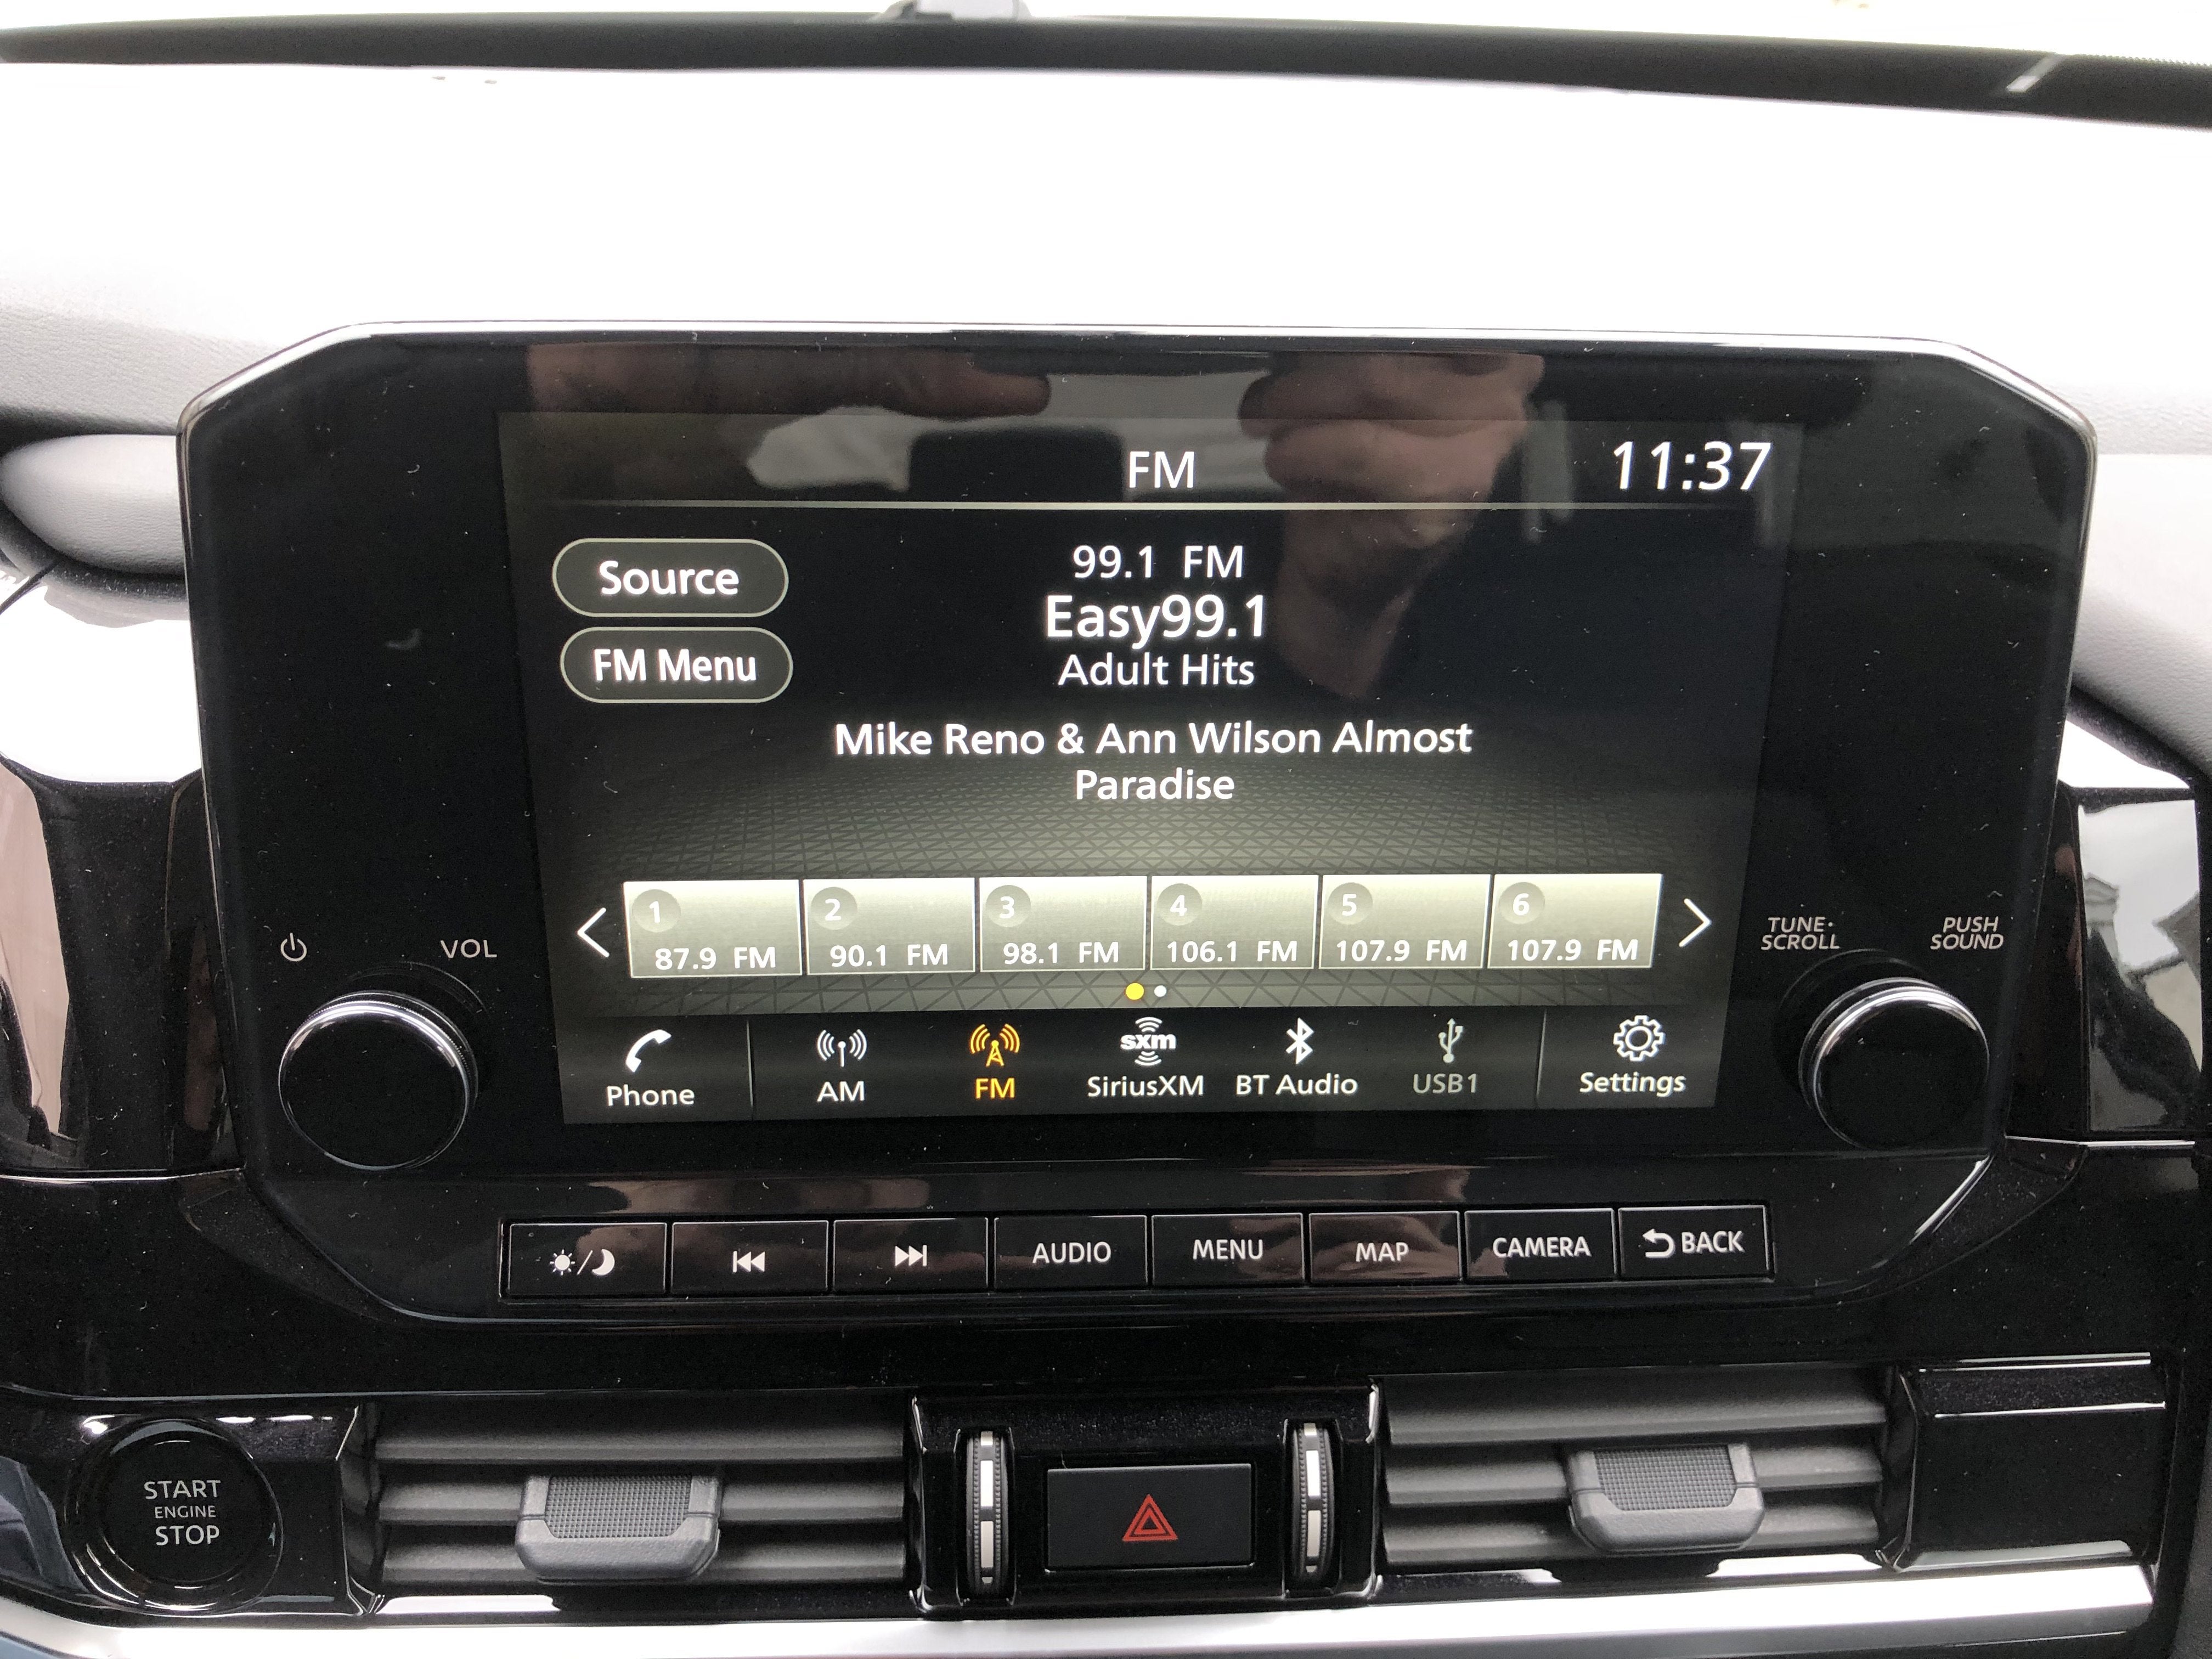 FM
11:37
Source
99.1 FM
Easy99.1
FM Menu
Adult Hits
Mike Reno & Ann Wilson Almost
Paradise
1
2
3
4
5
6
87.9 FM
90.1 FM
98.1 FM
106.1 FM
107.9 FM
107.9 FM
VOL
TUNE·
SCROLL
PUSH
SOUND
sxm
Phone
AM
FM
SiriusXM
BT Audio
USB1
Settings
AUDIO
MENU
MAP
CAMERA
BACK
START
ENGINE
STOP